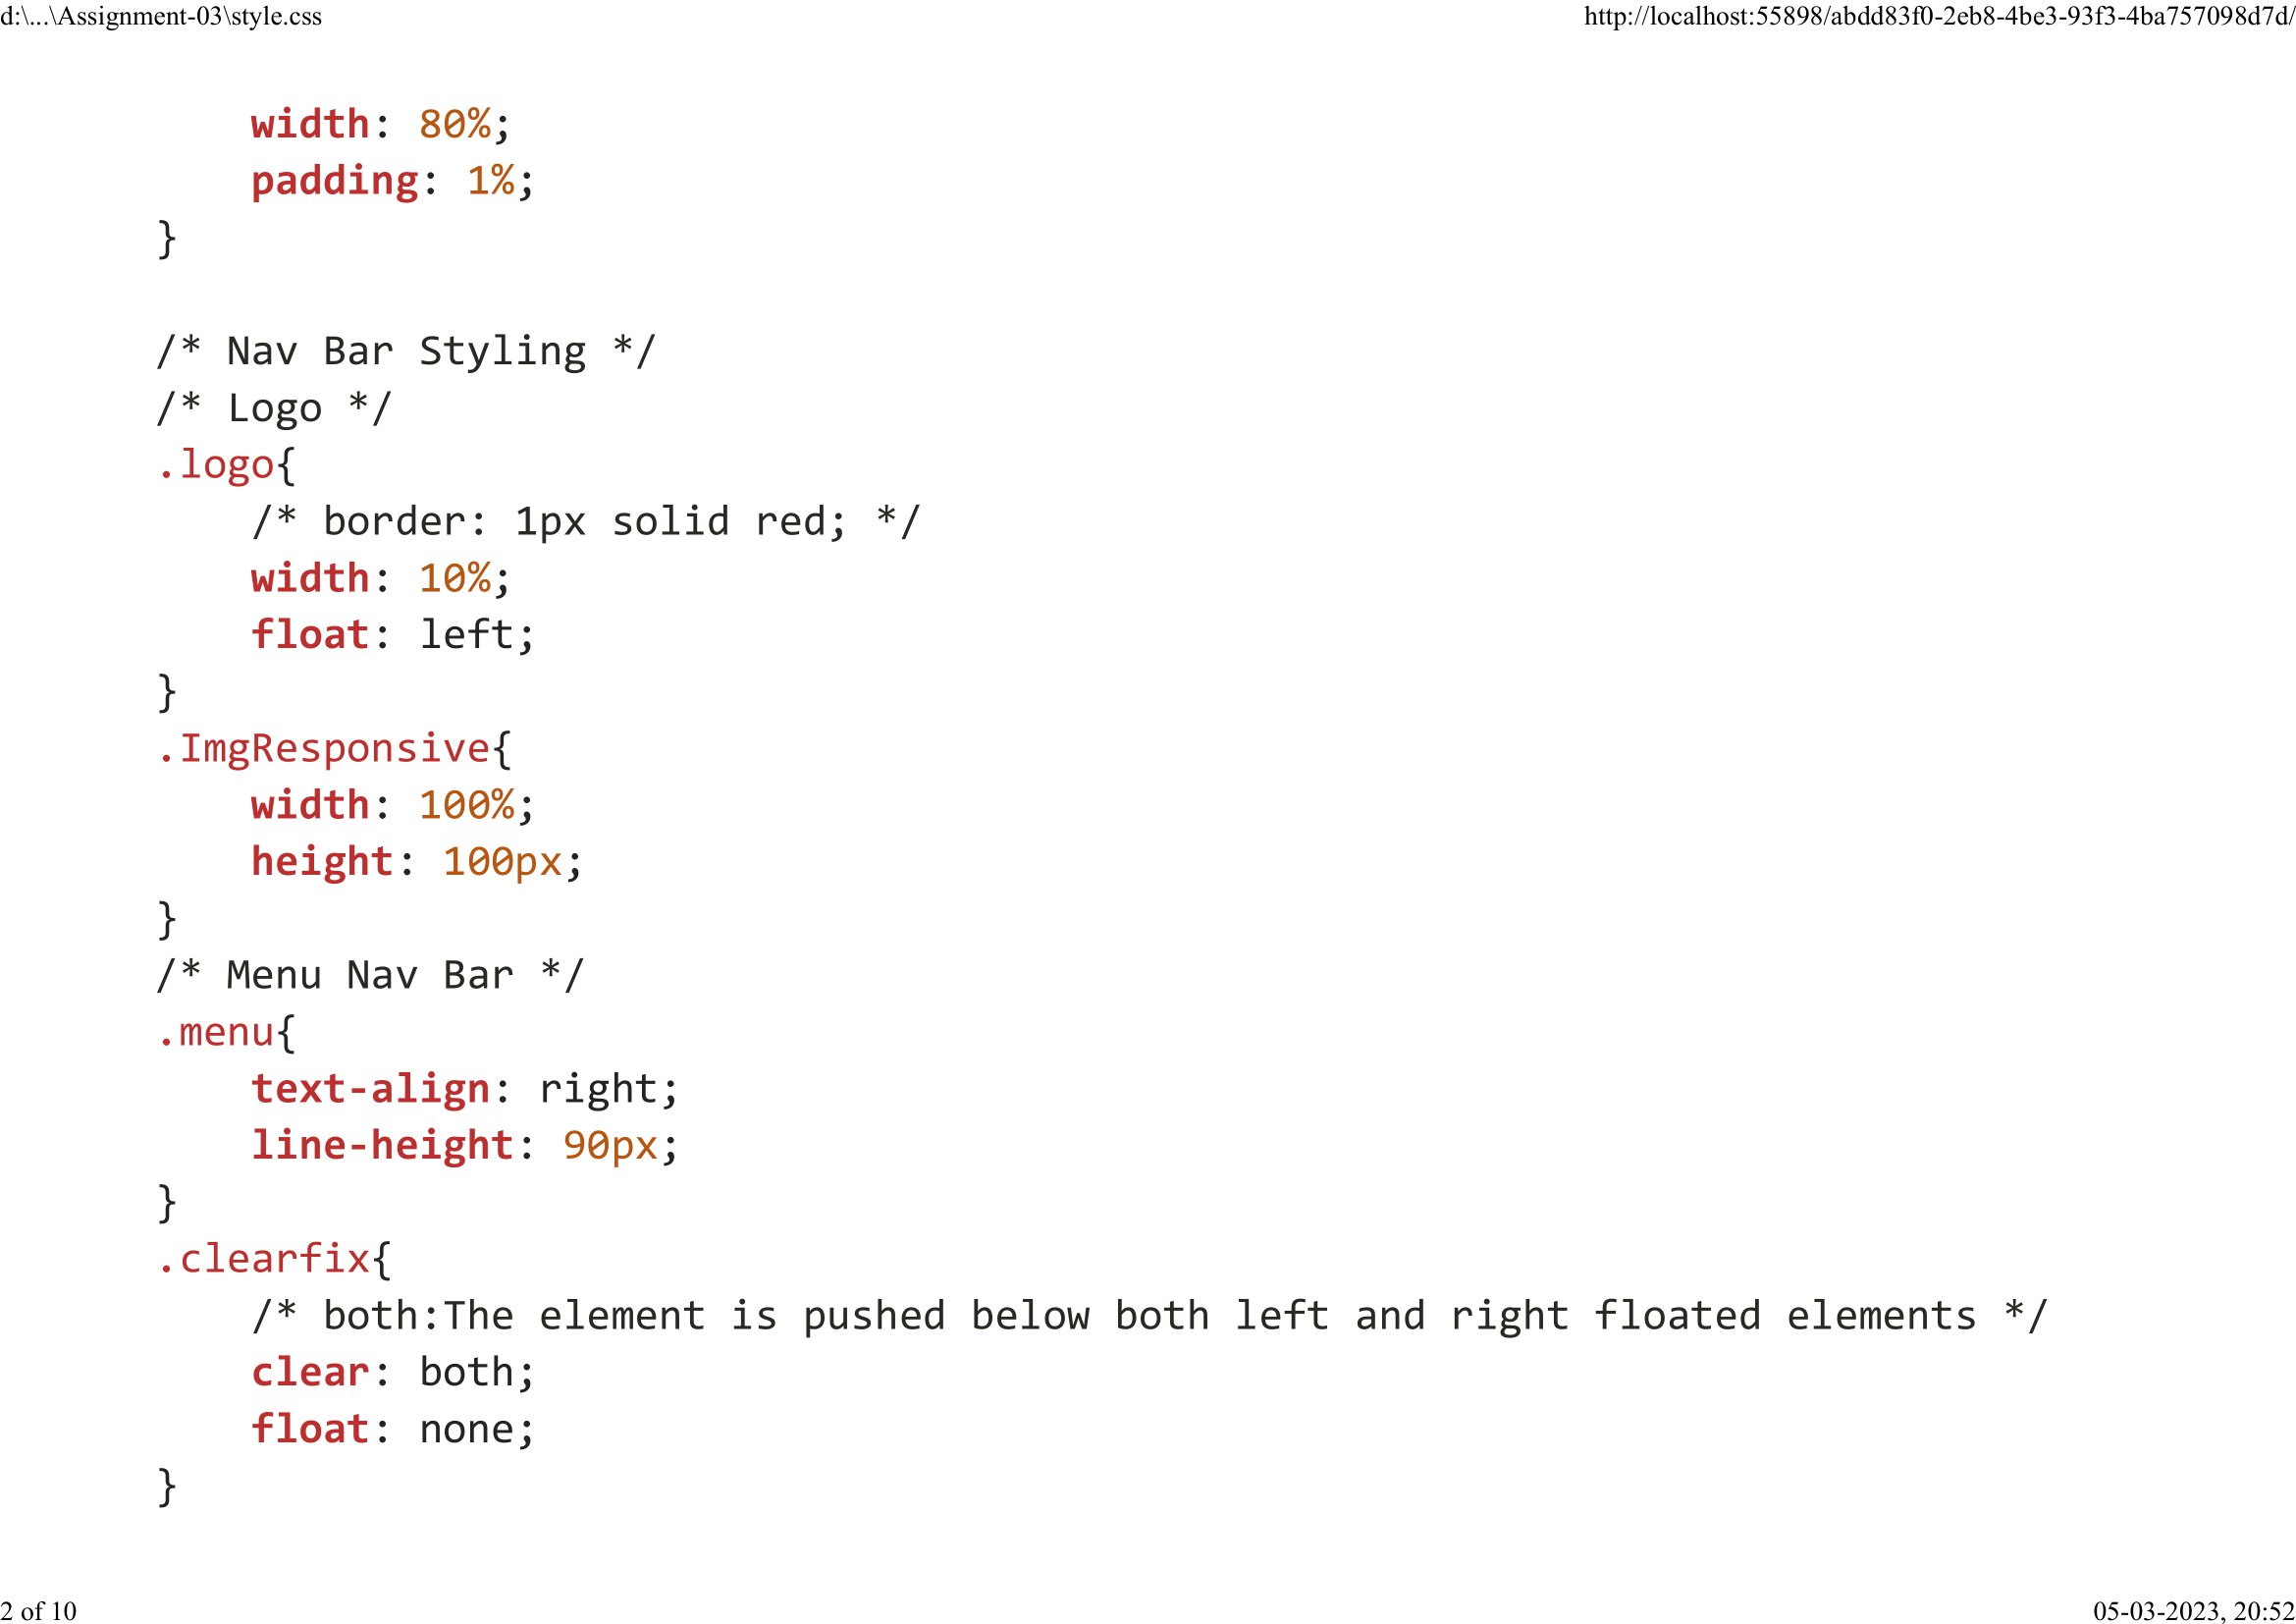 d:\...\Assignment-03\style.css
http://localhost:55898/abdd83f0-2eb8-4be3-93f3-4ba757098d7d/
width: 80%;
padding: 1%;
}
/* Nav Bar Styling */
/* Logo */
.logo{
/* border: 1px solid red; */
width: 10%;
float: left;
}
.ImgResponsive{
width: 100%;
height: 100px;
}
/* Menu Nav Bar */
.menu{
text-align: right;
line-height: 90px;
}
.clearfix{
/* both:The element is pushed below both left and right floated elements */
clear: both;
float: none;
}
2 of 10
05-03-2023, 20:52